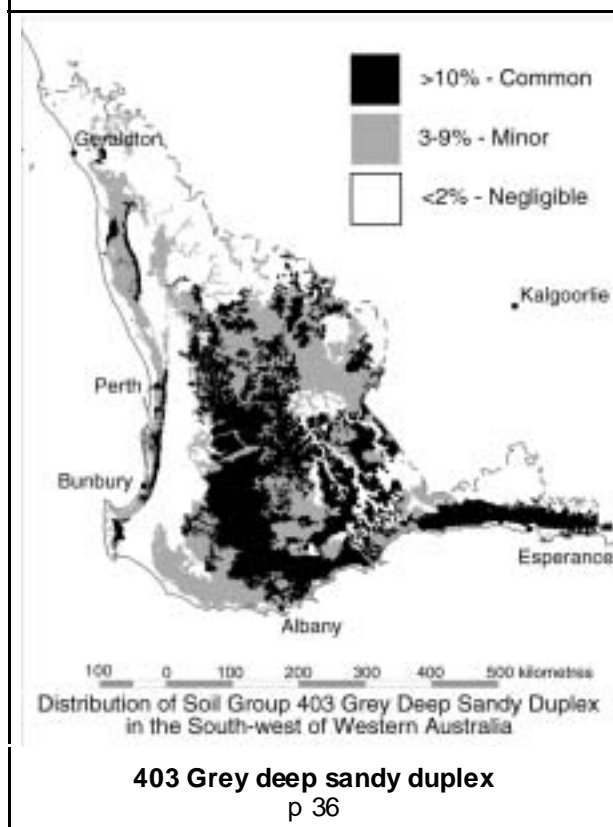 >10% - Common
3-9% - Minor
<2% - Negligible
Geraldton
Kalgoorlie
Perth
Bunbury
Esperance
Albany
100 0 100 200 300 400 500 kilometres
Distribution of Soil Group 403 Grey Deep Sandy Duplex
in the South-west of Western Australia
403 Grey deep sandy duplex
p 36